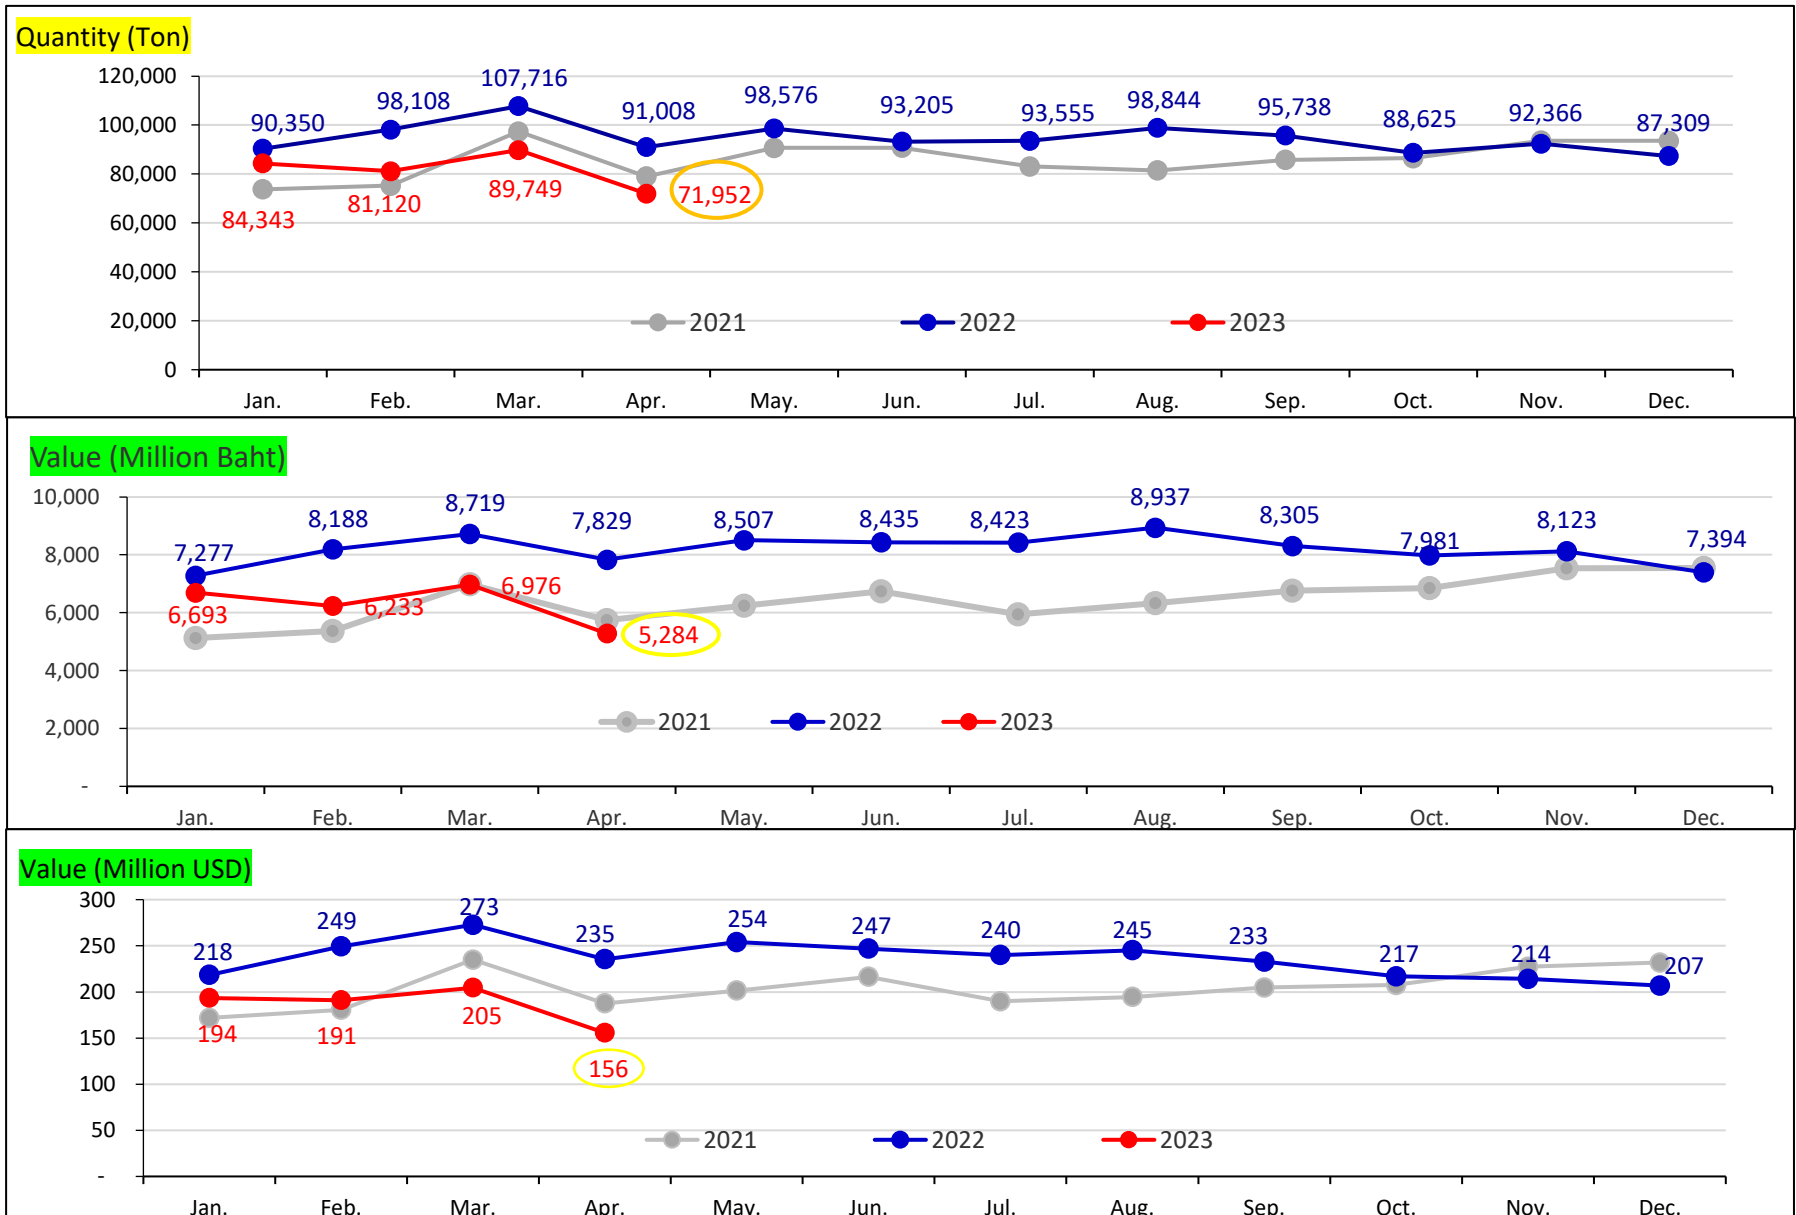 Quantity (Ton)
120,000
100,000
80,000
60,000
40,000
20,000
0
90,350
98,108
107,716
91,008
98,576
93,205
93,555
98,844
95,738
88,625
92,366
87,309
84,343
81,120
89,749
71,952
2021
2022
2023
Jan.
Feb.
Mar.
Apr.
May.
Jun.
Jul.
Aug.
Sep.
Oct.
Nov.
Dec.
Value (Million Baht)
10,000
8,000
6,000
4,000
2,000
-
7,277
8,188
8,719
7,829
8,507
8,435
8,423
8,937
8,305
7,981
8,123
7,394
6,693
6,233
6,976
5,284
2021
2022
2023
Jan.
Feb.
Mar.
Apr.
May.
Jun.
Jul.
Aug.
Sep.
Oct.
Nov.
Dec.
Value (Million USD)
300
250
200
150
100
50
-
218
249
273
235
254
247
240
245
233
217
214
207
194
191
205
156
2021
2022
2023
Jan.
Feb.
Mar.
Apr.
May.
Jun.
Jul.
Aug.
Sep.
Oct.
Nov.
Dec.